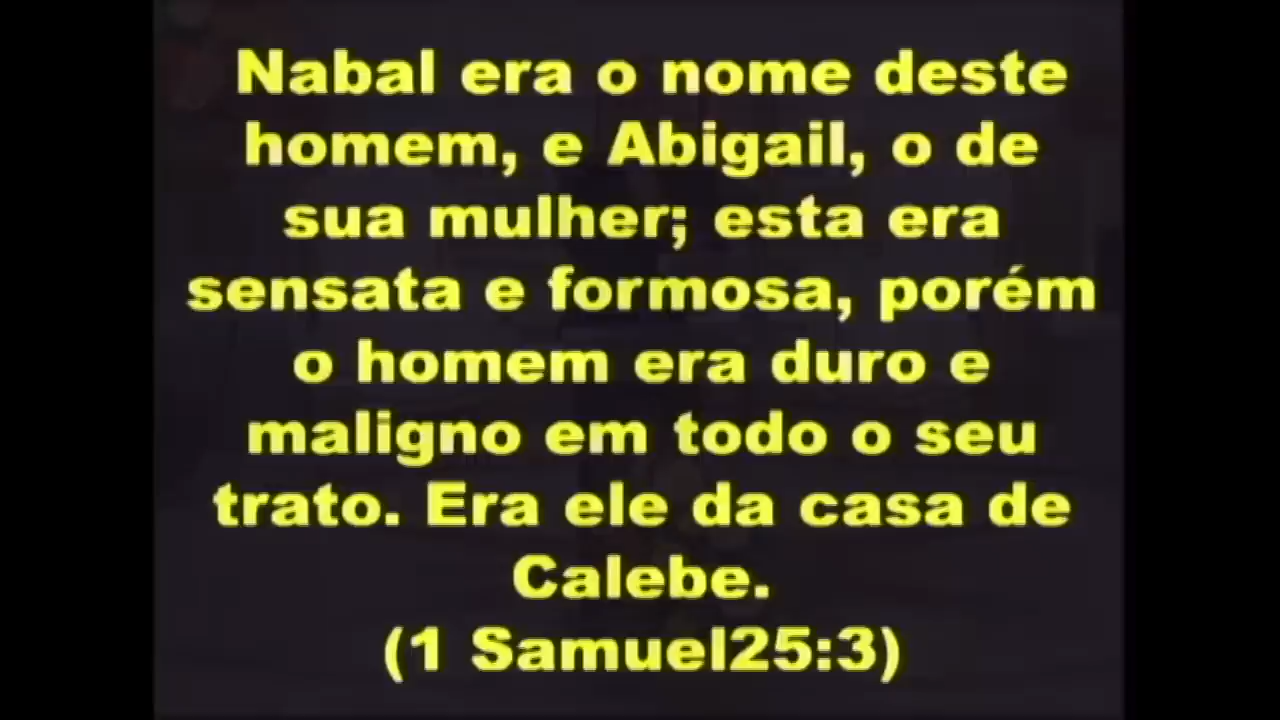 Nabal era o nome deste
homem, e Abigail, o de
sua mulher; esta era
sensata e formosa, porém
o homem era duro e
maligno em todo o seu
trato. Era ele da casa de
Calebe.
(1 Samuel25:3)